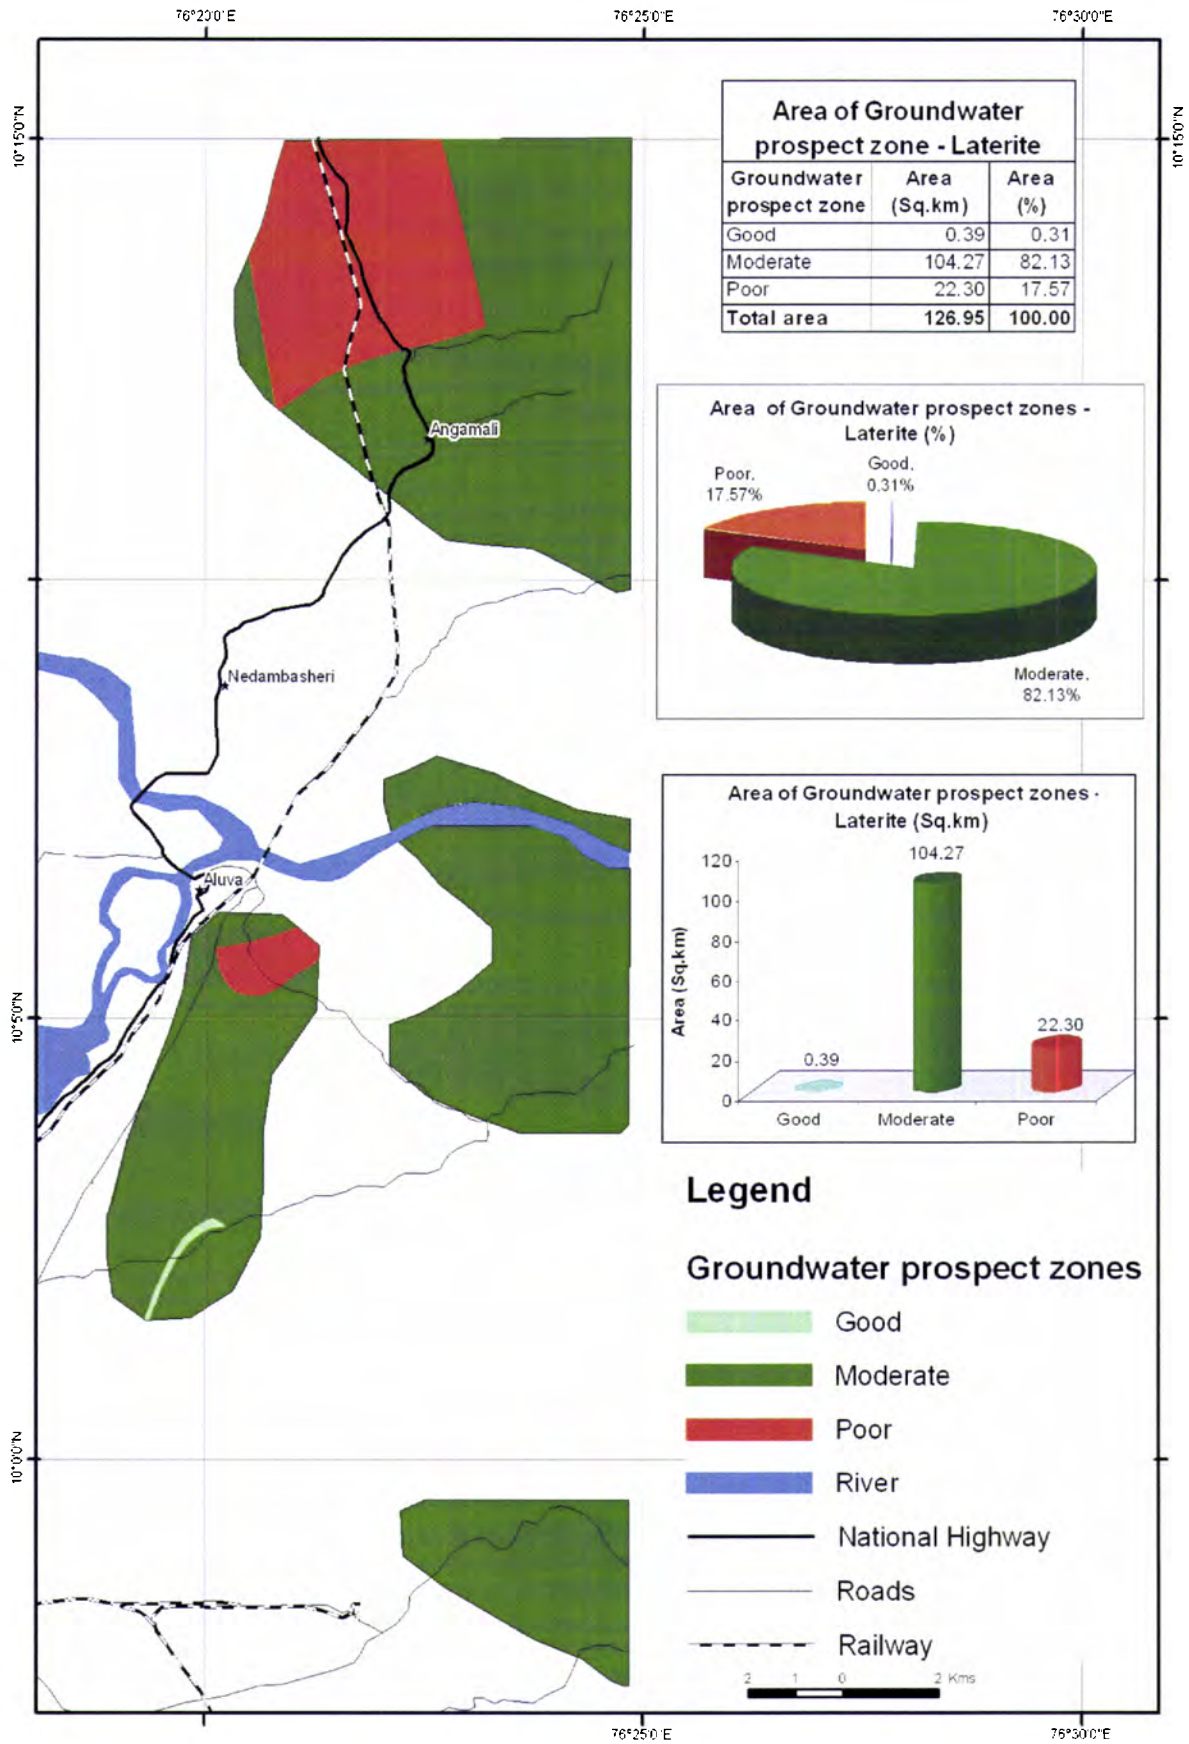 76°20'0"E 76°25'0"E 76°30'0"E
10°15'0"N
10°15'0"N
Area of Groundwater
prospect zone - Laterite
Groundwater prospect zone Area (Sq.km) Area (%)
Good 0.39 0.31
Moderate 104.27 82.13
Poor 22.30 17.57
Total area 126.95 100.00
Area of Groundwater prospect zones -
Laterite (%)
Poor.
17.57%
Good.
0.31%
Moderate.
82.13%
Angamali
Nedambasheri
Aluva
Area of Groundwater prospect zones -
Laterite (Sq.km)
Area (Sq.km)
120
100
80
60
40
20
0
0.39
104.27
22.30
Good Moderate Poor
10°5'0"N
Legend
Groundwater prospect zones
Good
Moderate
Poor
River
National Highway
Roads
Railway
10°0'0"N
2 1 0 2 Kms
76°25'0"E 76°30'0"E